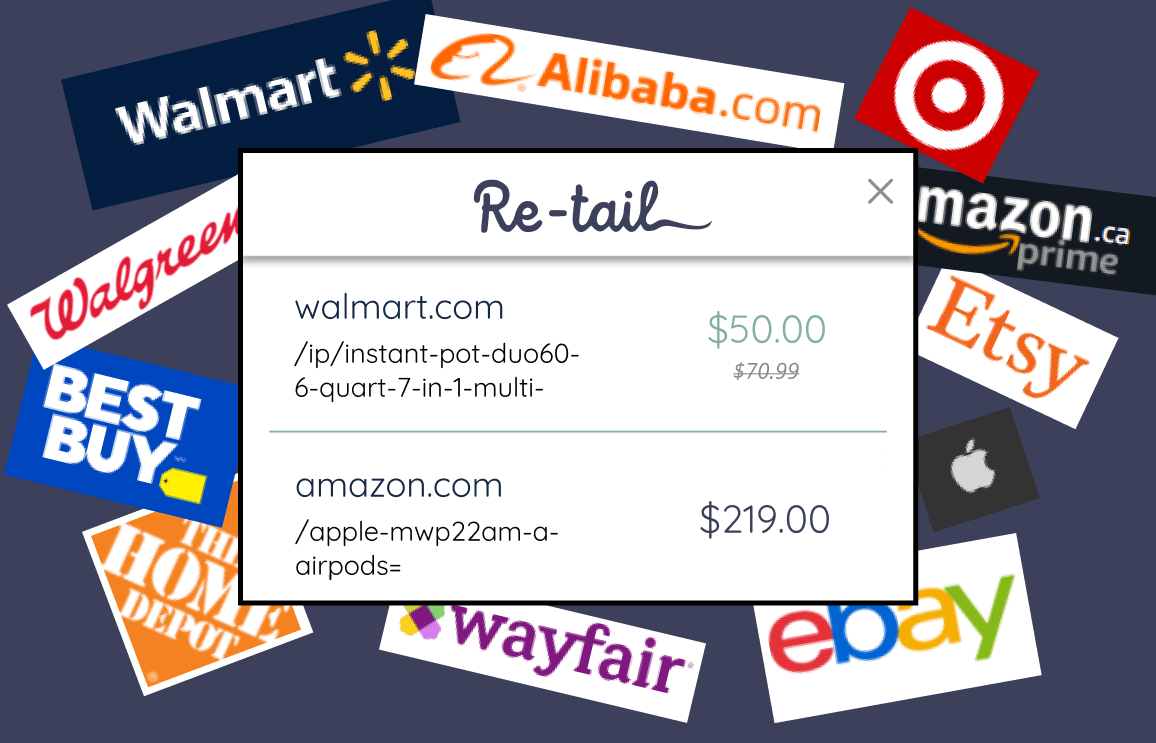 Walmart
Alibaba.com
Re-tail
mazon.ca
prime
Walgreen
walmart.com
$50.00
/ip/instant-pot-duo60-
$70.99
6-quart-7-in-1-multi-
Etsy
BEST
BUY
amazon.com
$219.00
/apple-mwp22am-a-
airpods=
THE
HOME
DEPOT
wayfair
ebay